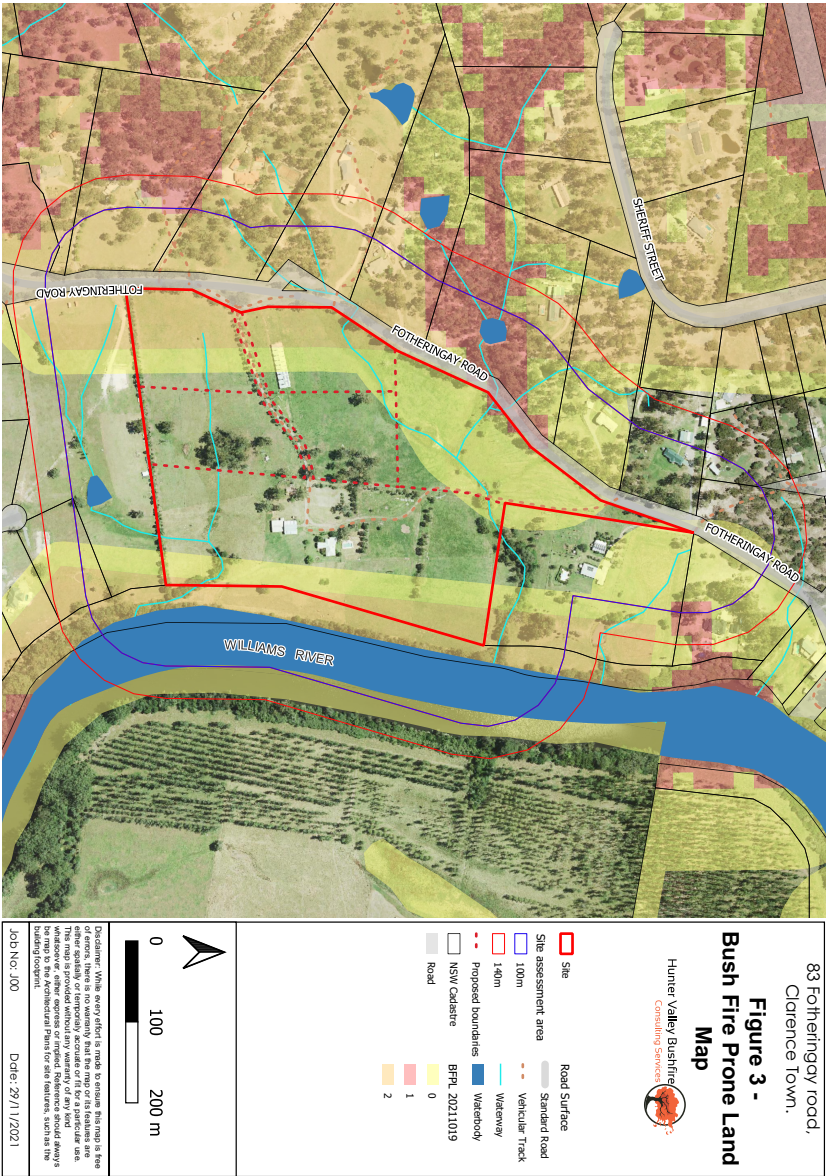 83 Fotheringay road,
Clarence Town.
Figure 3 -
Bush Fire Prone Land
Map
Hunter Valley Bushfire
Consulting Services
Site
Site assessment area
100m
140m
Proposed boundaries
NSW Cadastre
Road
Road Surface
Standard Road
Vehicular Track
Waterway
Waterbody
BFPL 20211019
0
1
2
0
100
200 m
Disclaimer: While every effort is made to ensure this map is free
of errors, there is no warranty that the map or its features are
either spatially or temporally accurate or fit for a particular use.
This map is provided without any warranty of any kind
whatsoever, either express or implied. Reference should always
be map to the Architectural Plans for site features, such as the
building footprint.
Job No: J00
Date: 29/11/2021
SHERIFF STREET
FOTHERINGAY ROAD
FOTHERINGAY ROAD
FOTHERINGAY ROAD
WILLIAMS RIVER